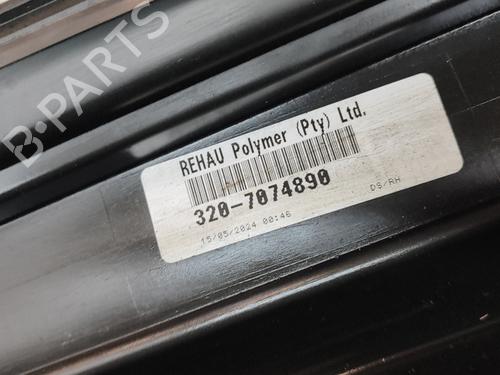 B-PARTS
REHAU Polymer (Pty) Ltd.
320-7074890
15/05/2024 00:46
DS/RH